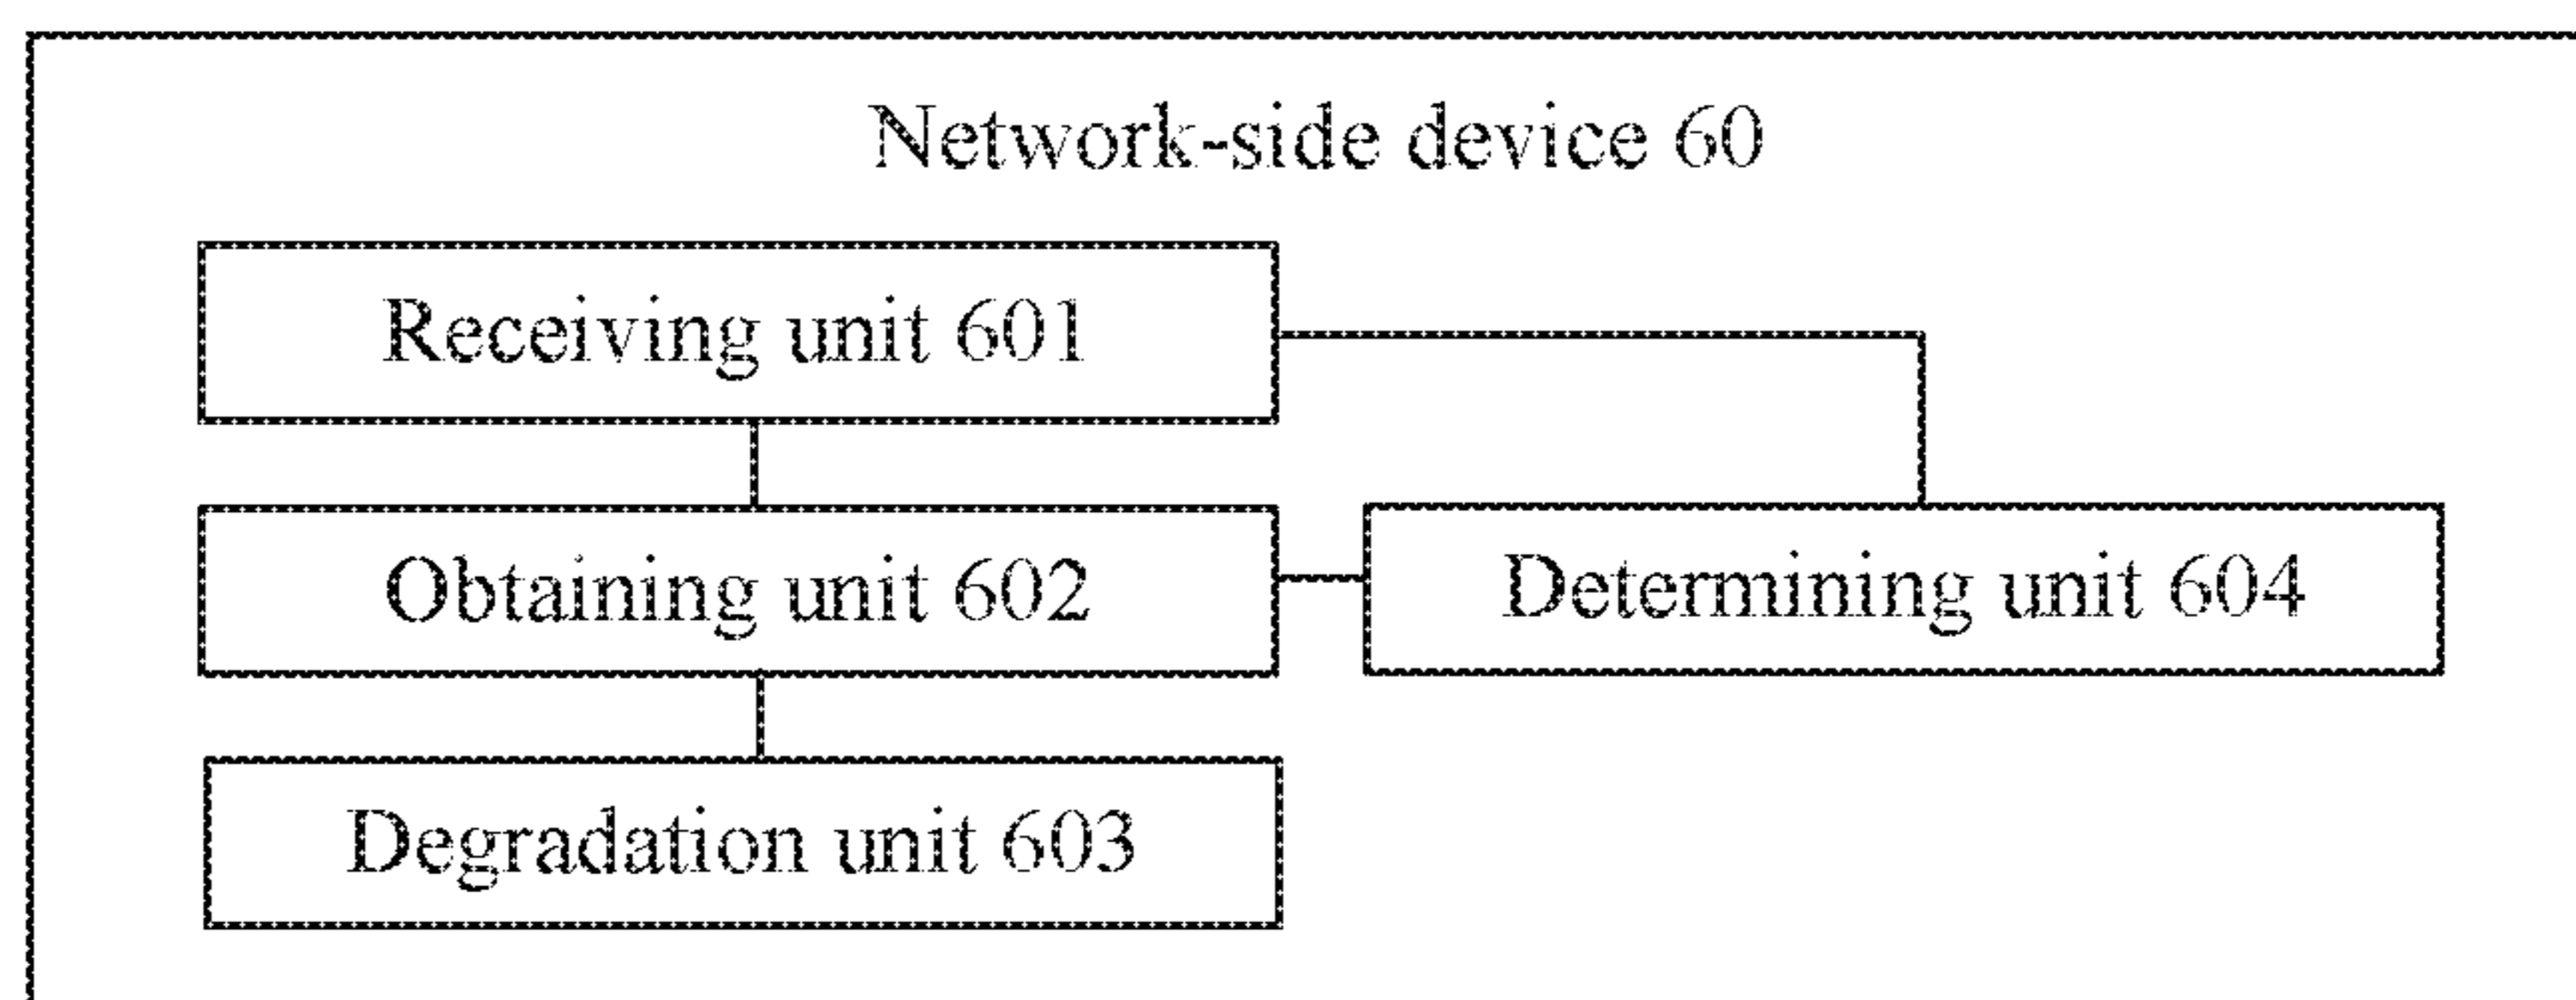 Network-side device 60
Receiving unit 601
Obtaining unit 602
Determining unit 604
Degradation unit 603